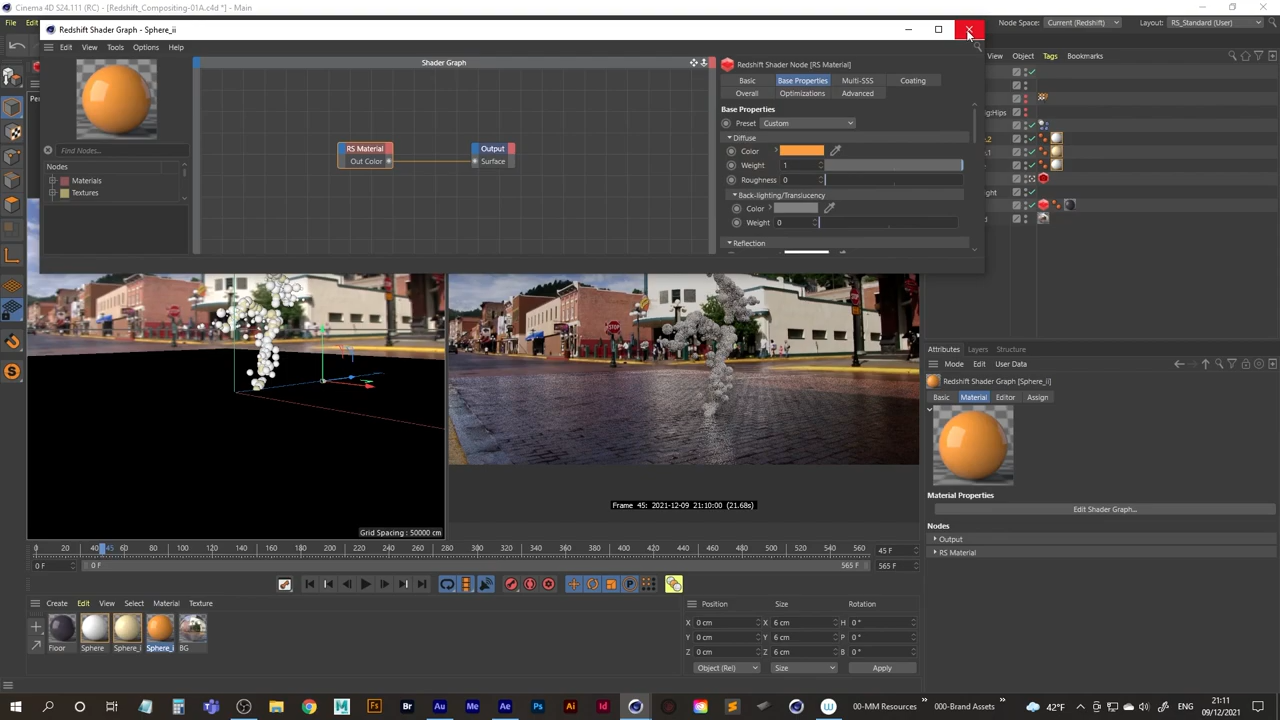 Cinema 4D S24.111 (RC) - [Redshift_Compositing-01A.c4d *] - Main
File
Node Space:
Current (Redshift)
Layout:
RS_Standard (User)
Redshift Shader Graph - Sphere_ii
Edit View Tools Options Help
Shader Graph
Find Nodes...
Nodes
Materials
Textures
RS Material
Out Color
Output
Surface
Redshift Shader Node [RS Material]
Basic Base Properties Multi-SSS Coating
Overall Optimizations Advanced
Base Properties
Preset Custom
Diffuse
Color
Weight 1
Roughness 0
Back-lighting/Translucency
Color
Weight 0
Reflection
View Object Tags Bookmarks
g:Hips
STOP
Frame 45: 2021-12-09 21:10:00 (21.68s)
Grid Spacing : 50000 cm
Attributes Layers Structure
Mode Edit User Data
Redshift Shader Graph [Sphere_ii]
Basic Material Editor Assign
Material Properties
Edit Shader Graph...
Nodes
Output
RS Material
0 20 40 45 60 80 100 120 140 160 180 200 220 240 260 280 300 320 340 360 380 400 420 440 460 480 500 520 540 560
45 F
0 F
0 F
565 F
565 F
Create Edit View Select Material Texture
Floor
Sphere
Sphere_i
Sphere_i
BG
Position Size Rotation
X 0 cm X 6 cm H 0 °
Y 0 cm Y 6 cm P 0 °
Z 0 cm Z 6 cm B 0 °
Object (Rel) Size Apply
00-MM Resources
000-Brand Assets
42°F
21:11
09/12/2021